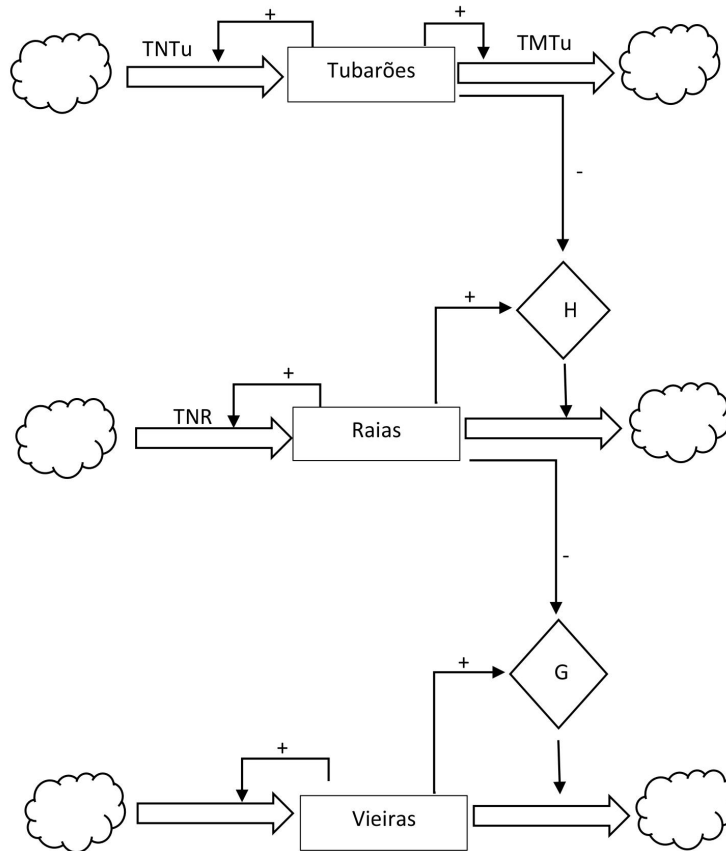 +
+
TNTu
TMTu
Tubarões
-
+
H
+
TNR
Raias
-
+
G
+
Vieiras